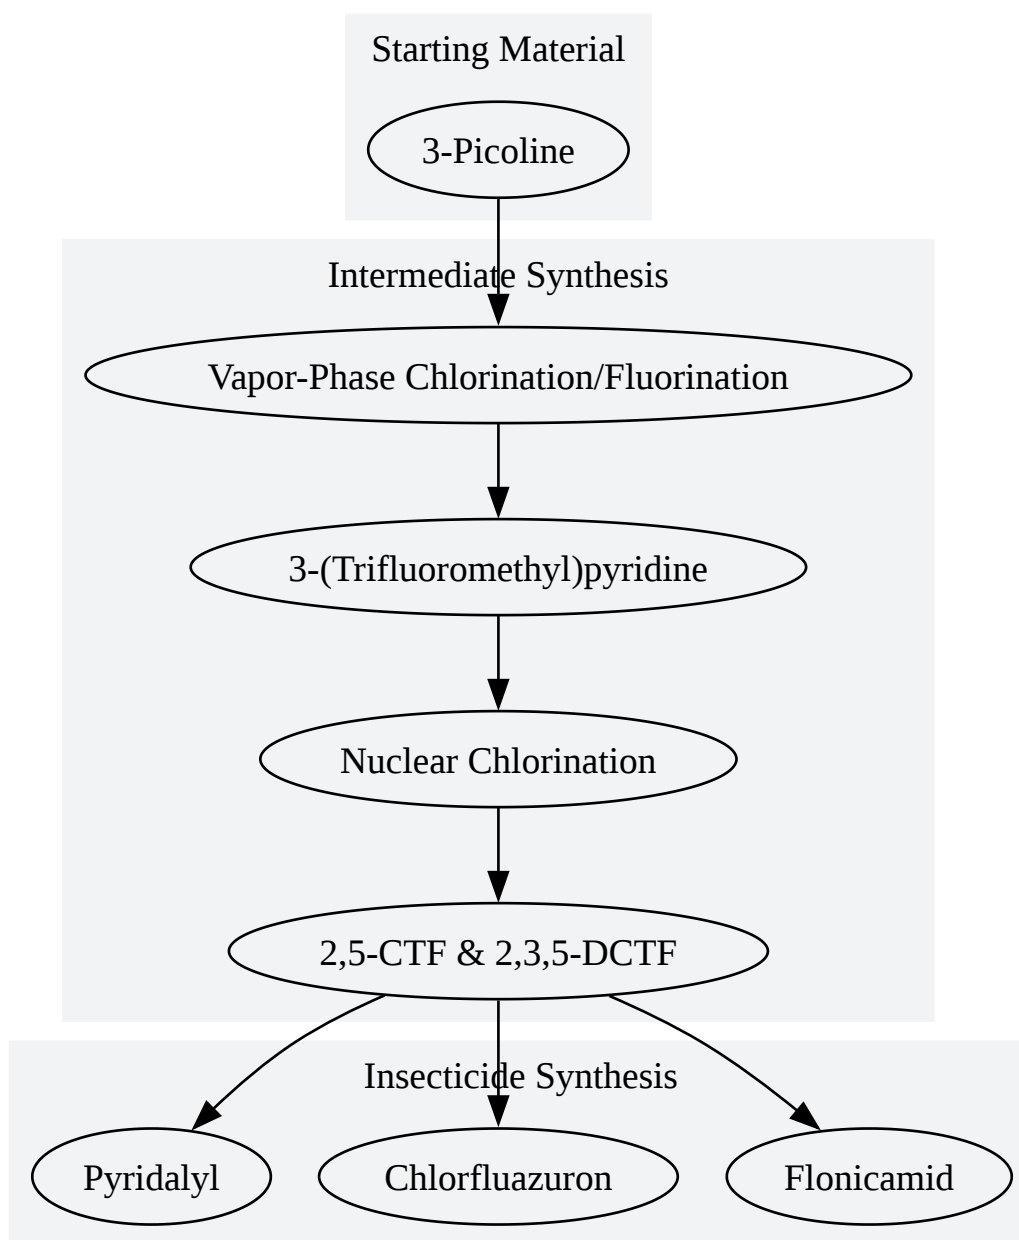 Starting Material
3-Picoline
Intermediate Synthesis
Vapor-Phase Chlorination/Fluorination
3-(Trifluoromethyl)pyridine
Nuclear Chlorination
2,5-CTF & 2,3,5-DCTF
Insecticide Synthesis
Pyridalyl
Chlorfluazuron
Flonicamid